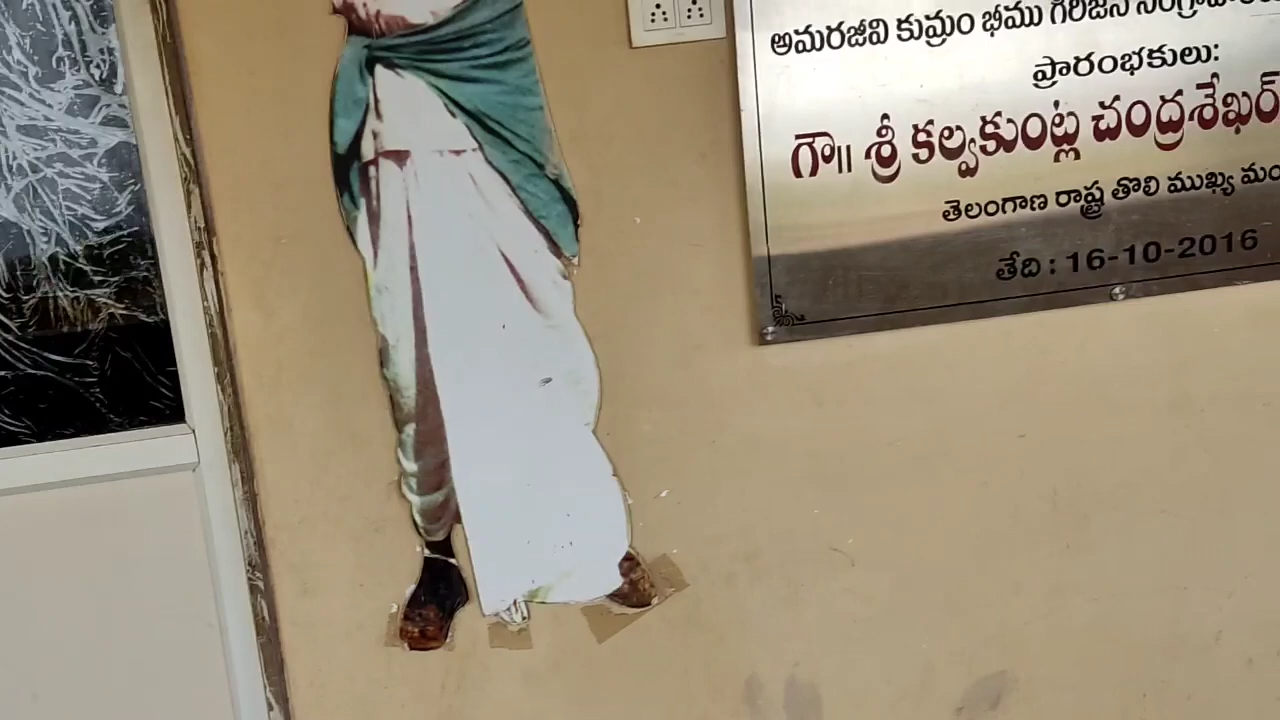 అమరజీవి కుమ్రం భీము గిరిజన
ప్రారంభకులు:
గౌ॥ శ్రీ కల్వకుంట్ల చంద్రశేఖర్
తెలంగాణ రాష్ట్ర తొలి ముఖ్య మం
తేది : 16-10-2016